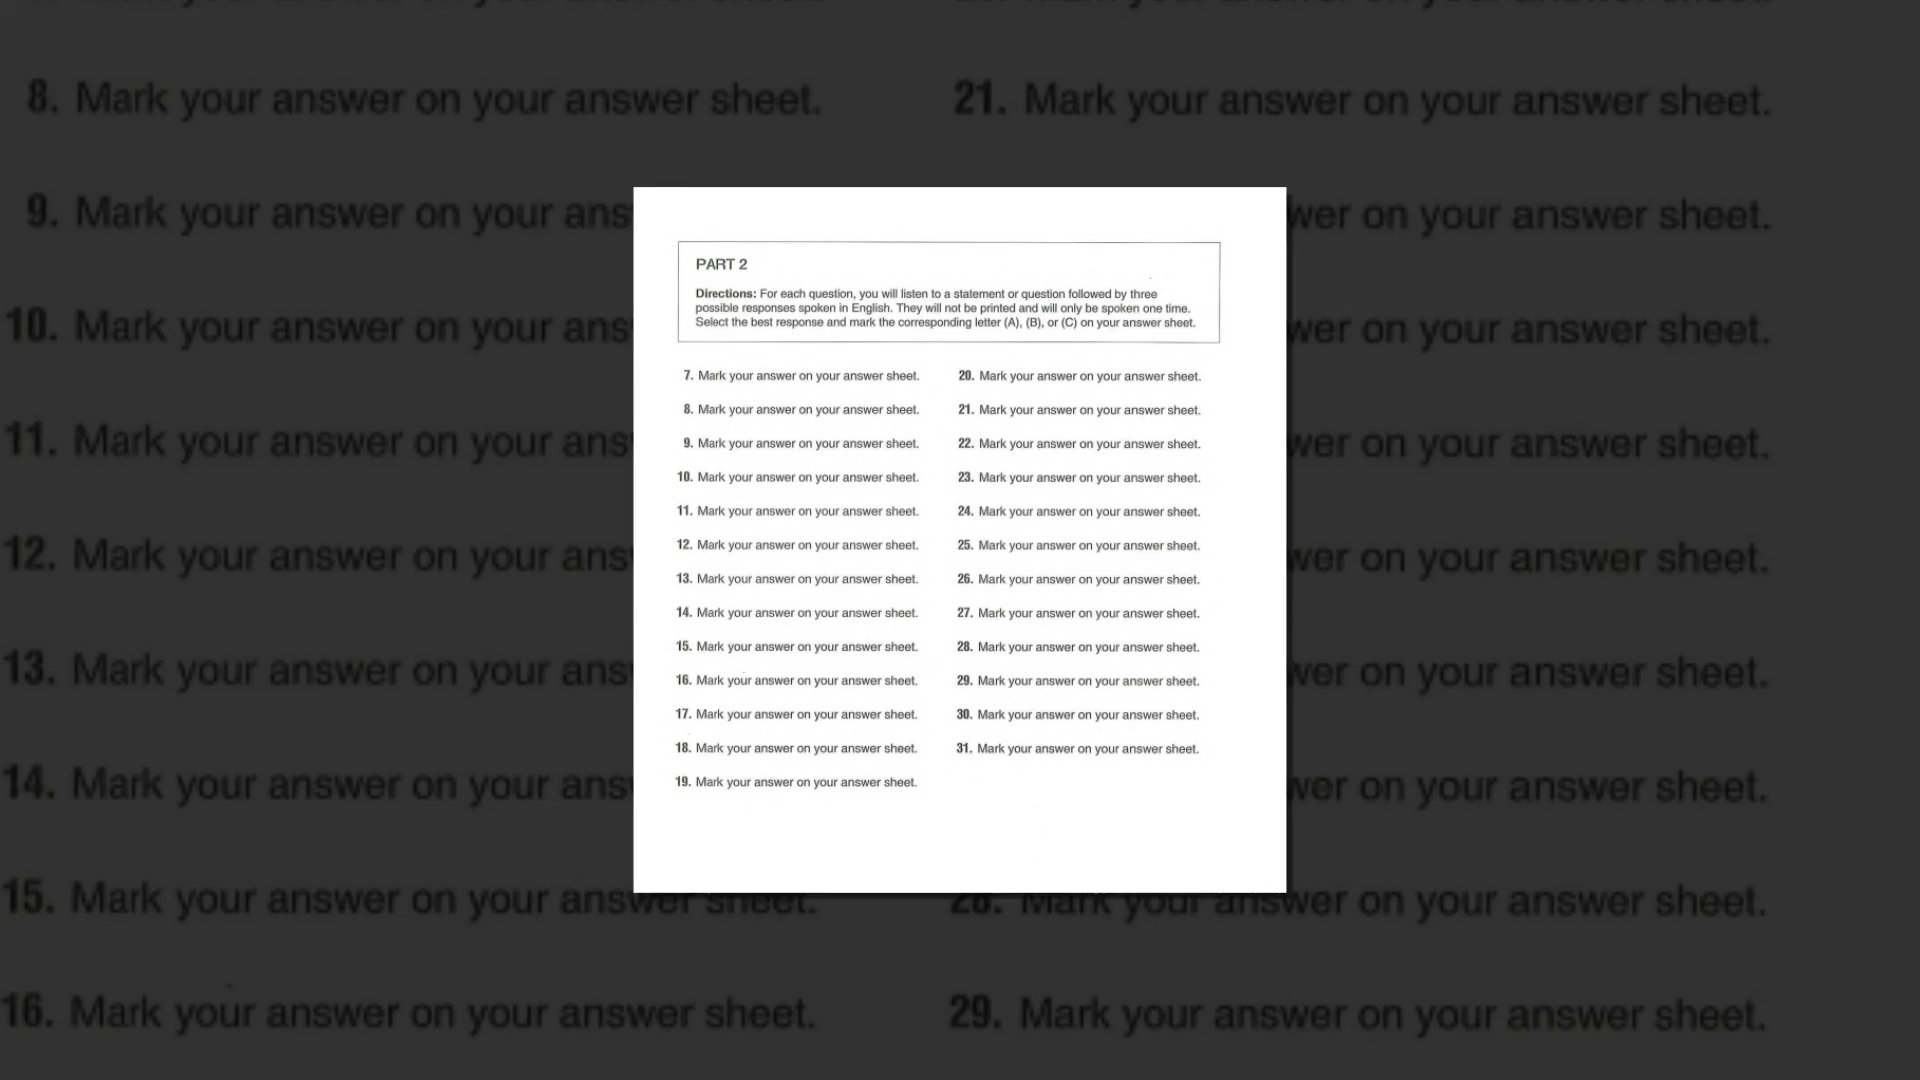 8. Mark your answer on your answer sheet.
21. Mark your answer on your answer sheet.
9. Mark your answer on your
on your answer sheet.
10. Mark your answer on your
on your answer sheet.
11. Mark your answer on your
on your answer sheet.
12. Mark your answer on your
on your answer sheet.
13. Mark your answer on your
on your answer sheet.
14. Mark your answer on your
on your answer sheet.
15. Mark your answer on your answer sheet.
28. Mark your answer on your answer sheet.
16. Mark your answer on your answer sheet.
29. Mark your answer on your answer sheet.
PART 2
Directions: For each question, you will listen to a statement or question followed by three
possible responses spoken in English. They will not be printed and will only be spoken one time.
Select the best response and mark the corresponding letter (A), (B), or (C) on your answer sheet.
7. Mark your answer on your answer sheet.
8. Mark your answer on your answer sheet.
9. Mark your answer on your answer sheet.
10. Mark your answer on your answer sheet.
11. Mark your answer on your answer sheet.
12. Mark your answer on your answer sheet.
13. Mark your answer on your answer sheet.
14. Mark your answer on your answer sheet.
15. Mark your answer on your answer sheet.
16. Mark your answer on your answer sheet.
17. Mark your answer on your answer sheet.
18. Mark your answer on your answer sheet.
19. Mark your answer on your answer sheet.
20. Mark your answer on your answer sheet.
21. Mark your answer on your answer sheet.
22. Mark your answer on your answer sheet.
23. Mark your answer on your answer sheet.
24. Mark your answer on your answer sheet.
25. Mark your answer on your answer sheet.
26. Mark your answer on your answer sheet.
27. Mark your answer on your answer sheet.
28. Mark your answer on your answer sheet.
29. Mark your answer on your answer sheet.
30. Mark your answer on your answer sheet.
31. Mark your answer on your answer sheet.